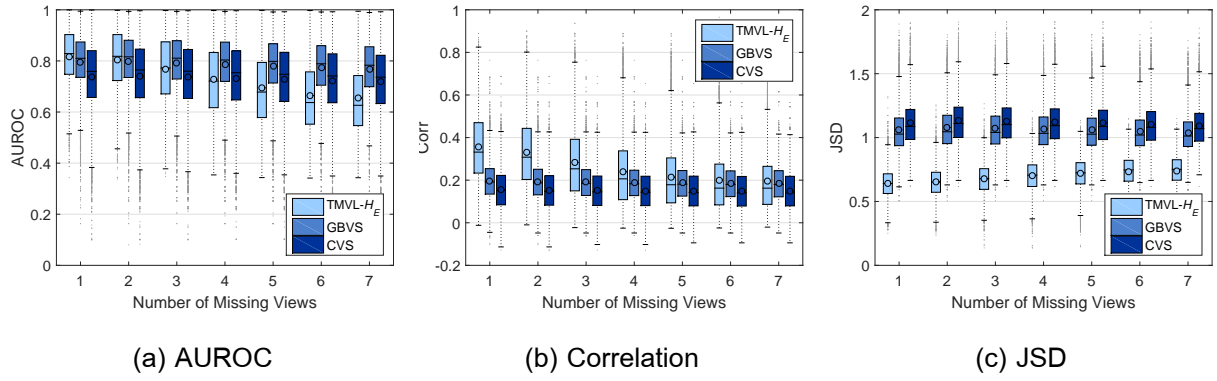 1
0.8
0.6
0.4
0.2
0
AUROC
1 2 3 4 5 6 7
Number of Missing Views
TMVL-H_E
GBVS
CVS
(a) AUROC
1
0.8
0.6
0.4
0.2
0
-0.2
Corr
1 2 3 4 5 6 7
Number of Missing Views
TMVL-H_E
GBVS
CVS
(b) Correlation
2
1.5
1
0.5
0
JSD
1 2 3 4 5 6 7
Number of Missing Views
TMVL-H_E
GBVS
CVS
(c) JSD